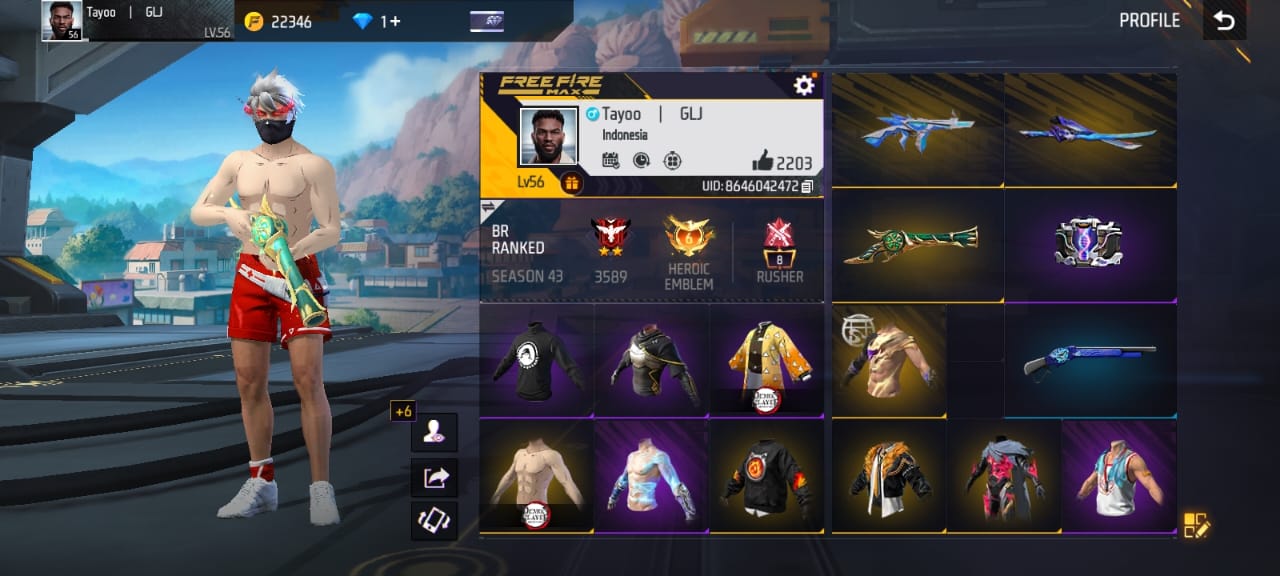 Tayoo | GLJ
56
LV.56
22346
1+
PROFILE
FREE FIRE
MAX
Tayoo | GLJ
Indonesia
2203
Lv56
UID:8646042472
BR
RANKED
SEASON 43
3589
6
HEROIC
EMBLEM
8
RUSHER
+6